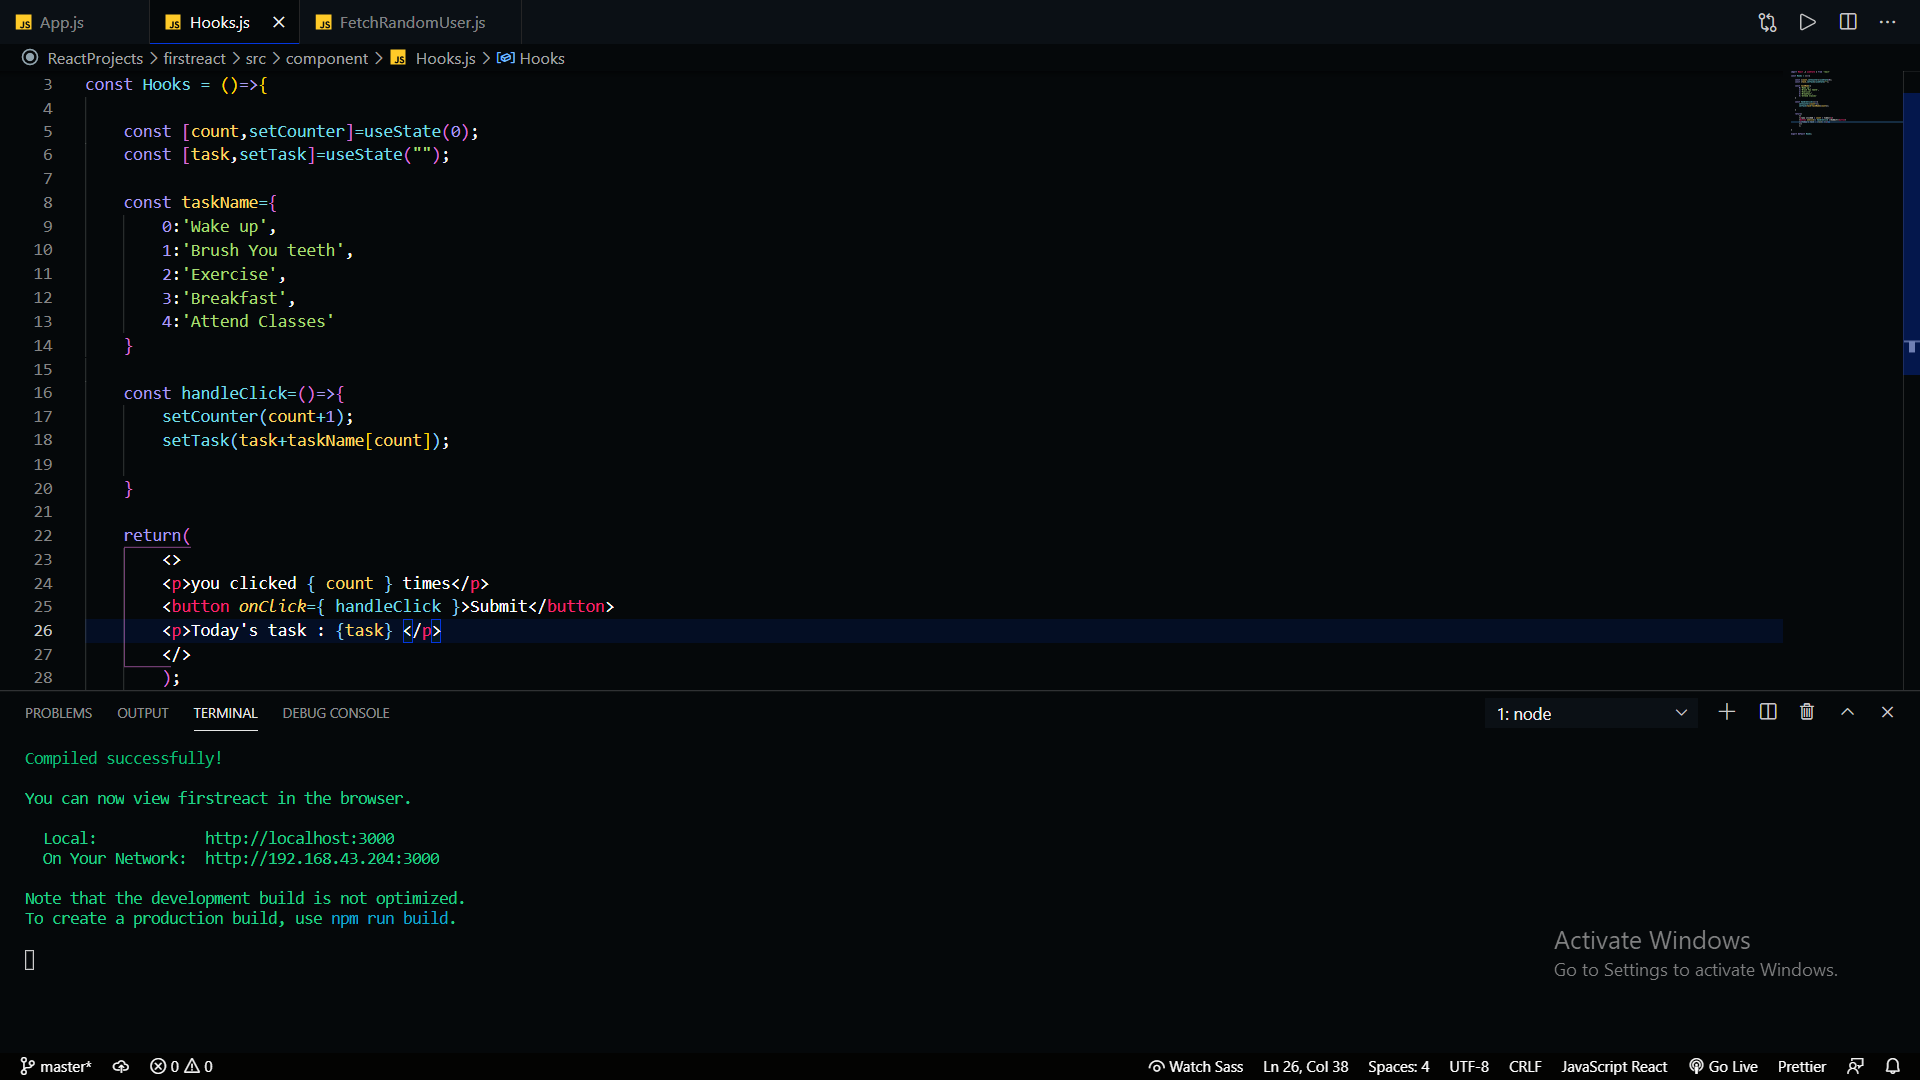 App.js
Hooks.js
FetchRandomUser.js
ReactProjects > firstreact > src > component > JS Hooks.js > Hooks
3 const Hooks = ()=>{
4
5 const [count,setCounter]=useState(0);
6 const [task,setTask]=useState("");
7
8 const taskName={
9 0:'Wake up',
10 1:'Brush You teeth',
11 2:'Exercise',
12 3:'Breakfast',
13 4:'Attend Classes'
14 }
15
16 const handleClick=()=>{
17 setCounter(count+1);
18 setTask(task+taskName[count]);
19
20 }
21
22 return(
23 <>
24 <p>you clicked { count } times</p>
25 <button onClick={ handleClick }>Submit</button>
26 <p>Today's task : {task} </p>
27 </>
28 );
PROBLEMS OUTPUT TERMINAL DEBUG CONSOLE 1: node
Compiled successfully!
You can now view firstreact in the browser.
Local: http://localhost:3000
On Your Network: http://192.168.43.204:3000
Note that the development build is not optimized.
To create a production build, use npm run build.
Activate Windows
Go to Settings to activate Windows.
master* 0 0 Watch Sass Ln 26, Col 38 Spaces: 4 UTF-8 CRLF JavaScript React Go Live Prettier